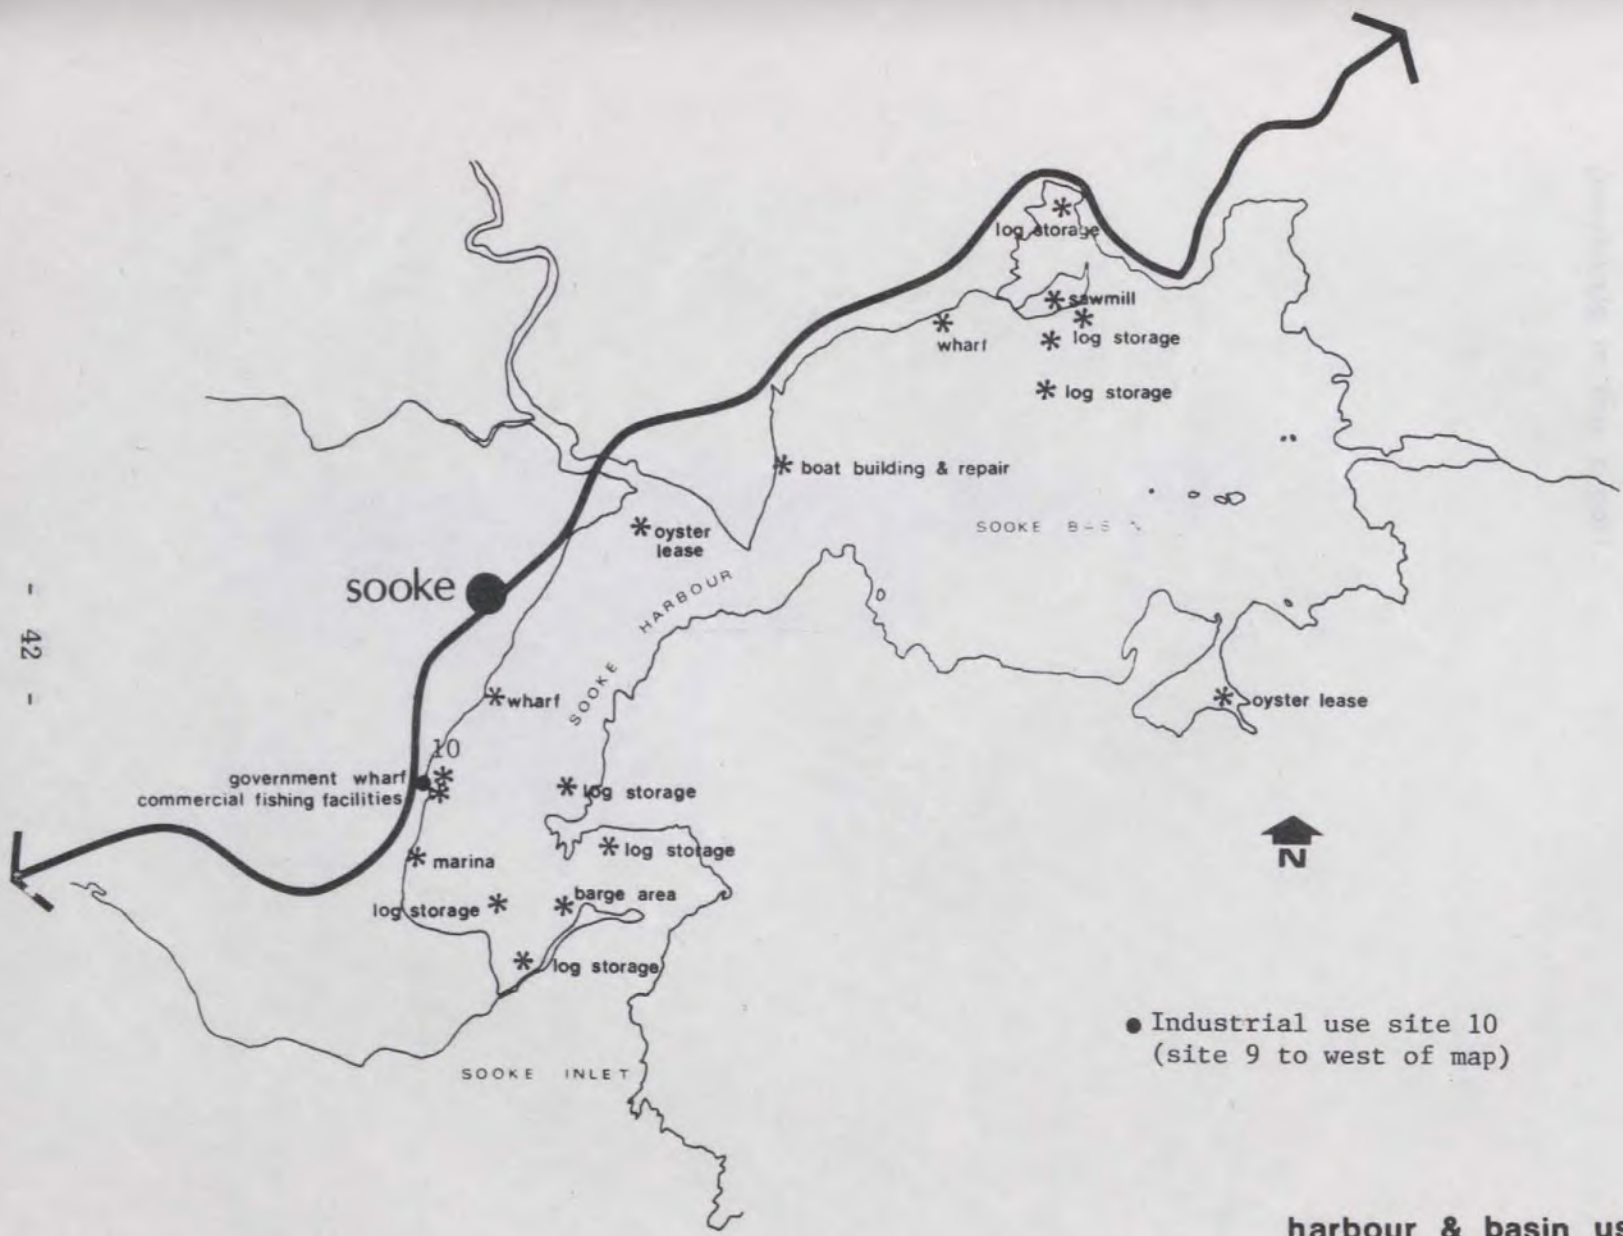 log storage
sawmill
wharf
log storage
log storage
boat building & repair
SOOKE
oyster
lease
sooke
SOOKE HARBOUR
- 42 -
wharf
oyster lease
10
government wharf
commercial fishing facilities
log storage
N
log storage
marina
barge area
log storage
log storage
● Industrial use site 10
(site 9 to west of map)
SOOKE INLET
harbour & basin us